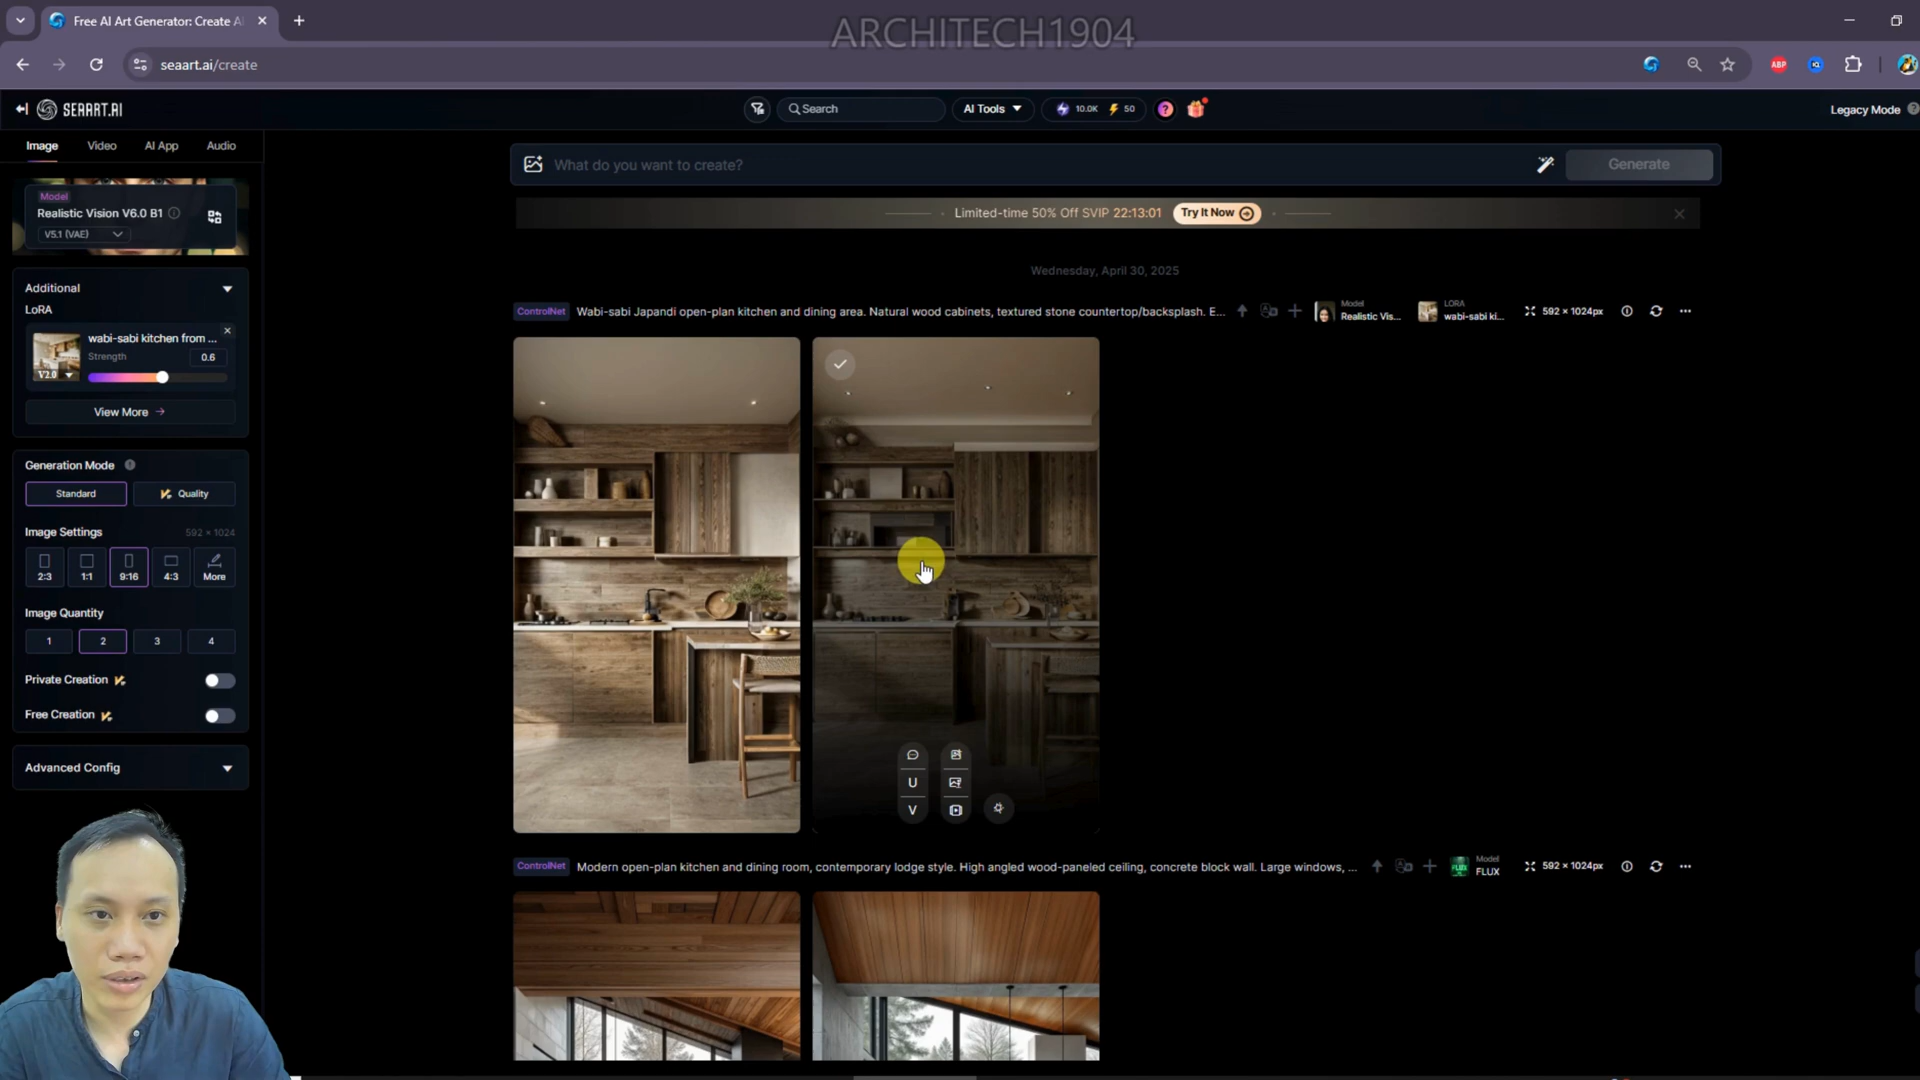 Free AI Art Generator: Create AI
ARCHITECH1904
seaart.ai/create
ABP
SEAART.AI
Search
AI Tools
10.0K
50
?
Legacy Mode
?
Image
Video
AI App
Audio
What do you want to create?
Generate
Model
Realistic Vision V6.0 B1
V5.1 (VAE)
Limited-time 50% Off SVIP 22:13:01
Try It Now
Wednesday, April 30, 2025
Additional
LoRA
wabi-sabi kitchen from ...
Strength
0.6
V2.0
View More
ControlNet
Wabi-sabi Japandi open-plan kitchen and dining area. Natural wood cabinets, textured stone countertop/backsplash. E...
Model
Realistic Vis...
LORA
wabi-sabi ki...
592 × 1024px
Generation Mode
Standard
Quality
Image Settings
592 × 1024
2:3
1:1
9:16
4:3
More
Image Quantity
1
2
3
4
Private Creation
Free Creation
Advanced Config
U
V
ControlNet
Modern open-plan kitchen and dining room, contemporary lodge style. High angled wood-paneled ceiling, concrete block wall. Large windows, ...
FLUX
Model
FLUX
592 × 1024px